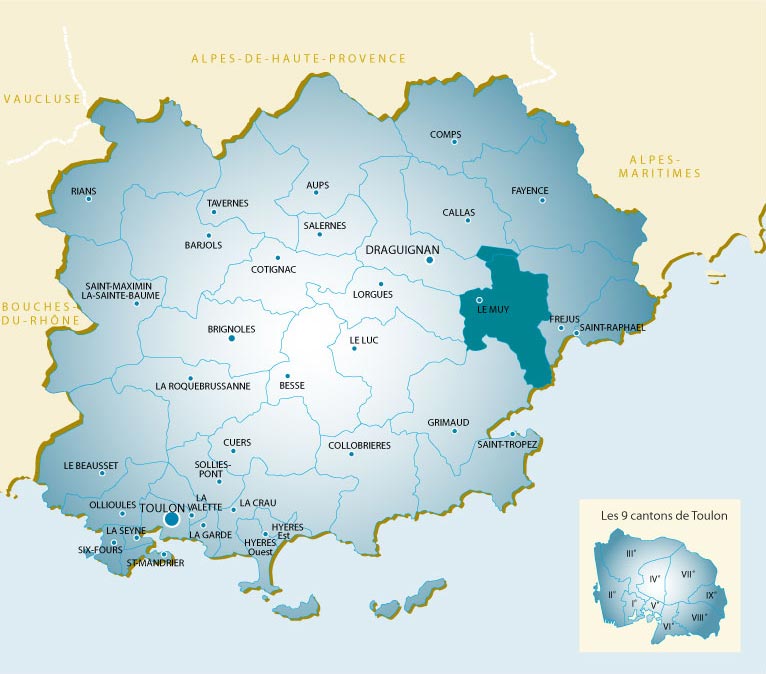 ALPES-DE-HAUTE-PROVENCE
VAUCLUSE
COMPS
ALPES-
MARITIMES
RIANS
AUPS
FAYENCE
TAVERNES
CALLAS
SALERNES
BARJOLS
DRAGUIGNAN
COTIGNAC
SAINT-MAXIMIN
LA-SAINTE-BAUME
LORGUES
BOUCHES-
DU-RHÔNE
LE MUY
FREJUS
SAINT-RAPHAEL
BRIGNOLES
LE LUC
LA ROQUEBRUSSANNE
BESSE
GRIMAUD
SAINT-TROPEZ
CUERS
COLLOBRIERES
LE BEAUSSET
SOLLIES-
PONT
OLLIOULES
TOULON
LA
VALETTE
LA CRAU
LA SEYNE
LA GARDE
HYERES
Est
HYERES
Ouest
SIX-FOURS
ST-MANDRIER
Les 9 cantons de Toulon
III°
IV°
VII°
II°
I°
V°
IX°
VI°
VIII°